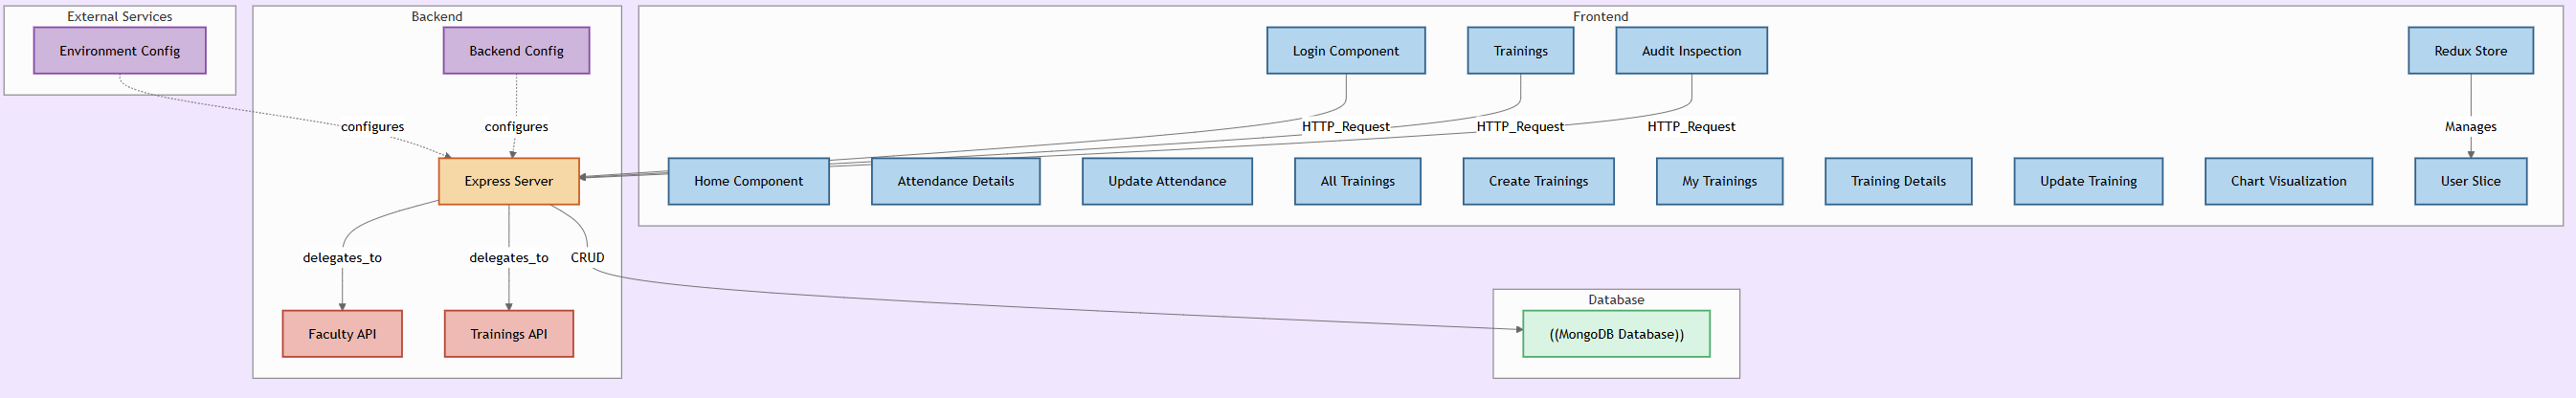 External Services
Backend
Frontend
Environment Config
Backend Config
Login Component
Trainings
Audit Inspection
Redux Store
configures
configures
HTTP_Request
HTTP_Request
HTTP_Request
Manages
Express Server
Home Component
Attendance Details
Update Attendance
All Trainings
Create Trainings
My Trainings
Training Details
Update Training
Chart Visualization
User Slice
delegates_to
delegates_to
CRUD
Database
Faculty API
Trainings API
((MongoDB Database))